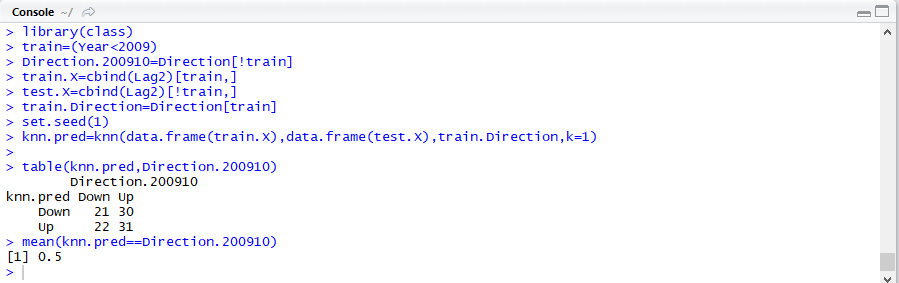 Console ~/
> library(class)
> train=(Year<2009)
> Direction.200910=Direction[!train]
> train.X=cbind(Lag2)[train,]
> test.X=cbind(Lag2)[!train,]
> train.Direction=Direction[train]
> set.seed(1)
> knn.pred=knn(data.frame(train.X),data.frame(test.X),train.Direction,k=1)
>
> table(knn.pred,Direction.200910)
        Direction.200910
knn.pred Down Up
    Down   21 30
    Up     22 31
> mean(knn.pred==Direction.200910)
[1] 0.5
>